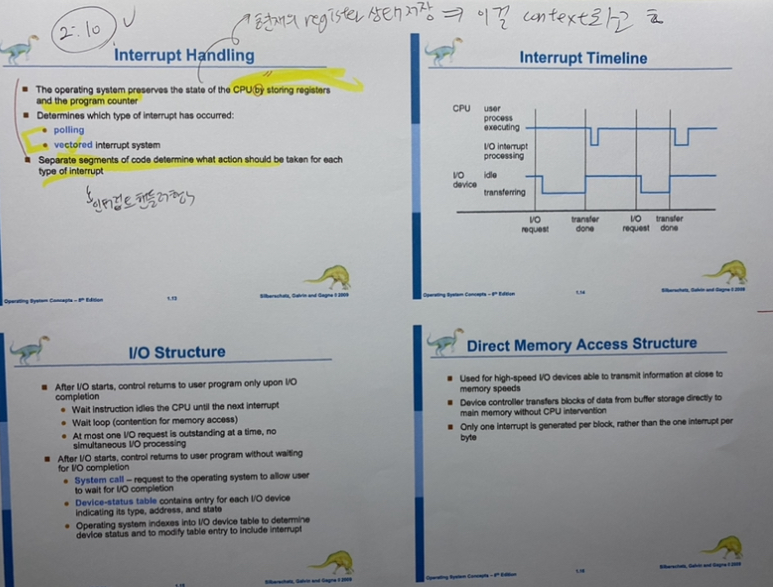 2:10
현재의 register 상태 저장 ⇒ 이걸 context라고 함
Interrupt Handling
The operating system preserves the state of the CPU by storing registers
and the program counter
Determines which type of interrupt has occurred:
polling
vectored interrupt system
Separate segments of code determine what action should be taken for each
type of interrupt
인터럽트 핸들러
Operating System Concepts – 8th Edition
1.13
Silberschatz, Galvin and Gagne ©2009
Interrupt Timeline
CPU
user
process
executing
I/O interrupt
processing
I/O
device
idle
transferring
I/O
request
transfer
done
I/O
request
transfer
done
Operating System Concepts – 8th Edition
1.14
Silberschatz, Galvin and Gagne ©2009
I/O Structure
After I/O starts, control returns to user program only upon I/O
completion
Wait instruction idles the CPU until the next interrupt
Wait loop (contention for memory access)
At most one I/O request is outstanding at a time, no
simultaneous I/O processing
After I/O starts, control returns to user program without waiting
for I/O completion
System call – request to the operating system to allow user
to wait for I/O completion
Device-status table contains entry for each I/O device
indicating its type, address, and state
Operating system indexes into I/O device table to determine
device status and to modify table entry to include interrupt
1.15
Silberschatz, Galvin and Gagne ©2009
Direct Memory Access Structure
Used for high-speed I/O devices able to transmit information at close to
memory speeds
Device controller transfers blocks of data from buffer storage directly to
main memory without CPU intervention
Only one interrupt is generated per block, rather than the one interrupt per
byte
Operating System Concepts – 8th Edition
1.16
Silberschatz, Galvin and Gagne ©2009